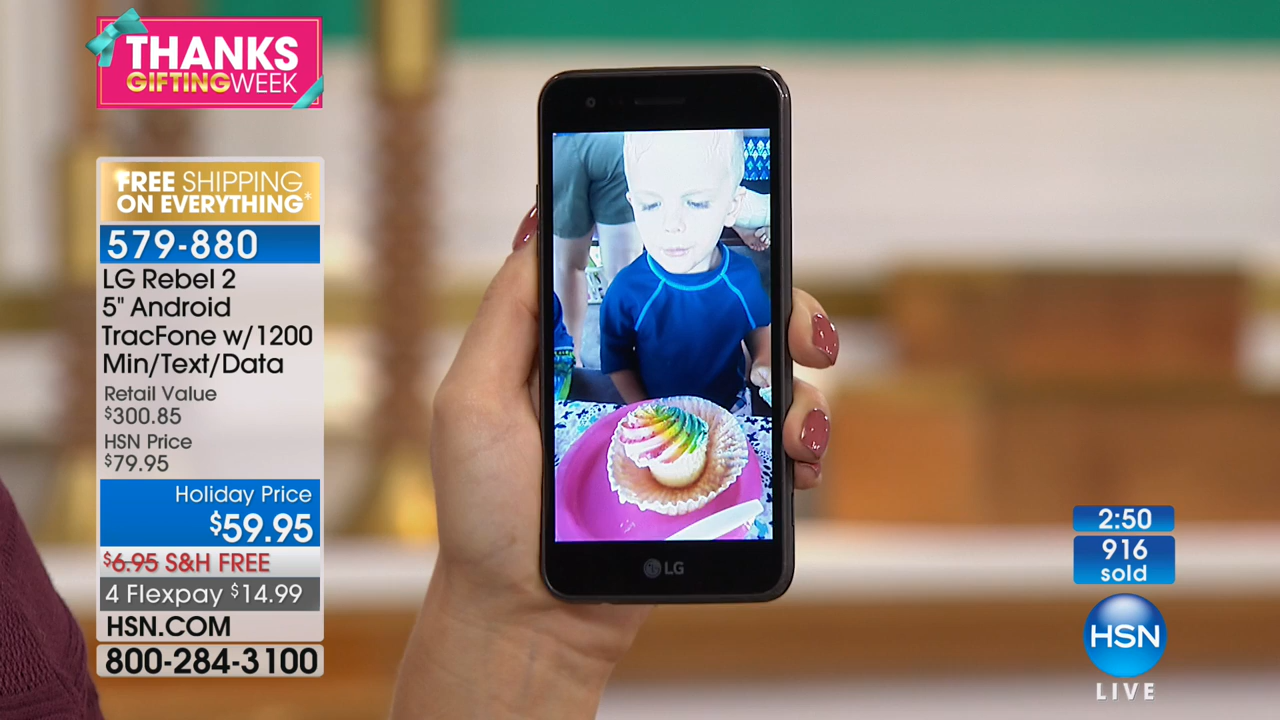 THANKS
GIFTINGWEEK
FREE SHIPPING
ON EVERYTHING*
579-880
LG Rebel 2
5" Android
TracFone w/1200
Min/Text/Data
Retail Value
$300.85
HSN Price
$79.95
Holiday Price
$59.95
$6.95 S&H FREE
4 Flexpay $14.99
HSN.COM
800-284-3100
LG
2:50
916
sold
HSN
LIVE